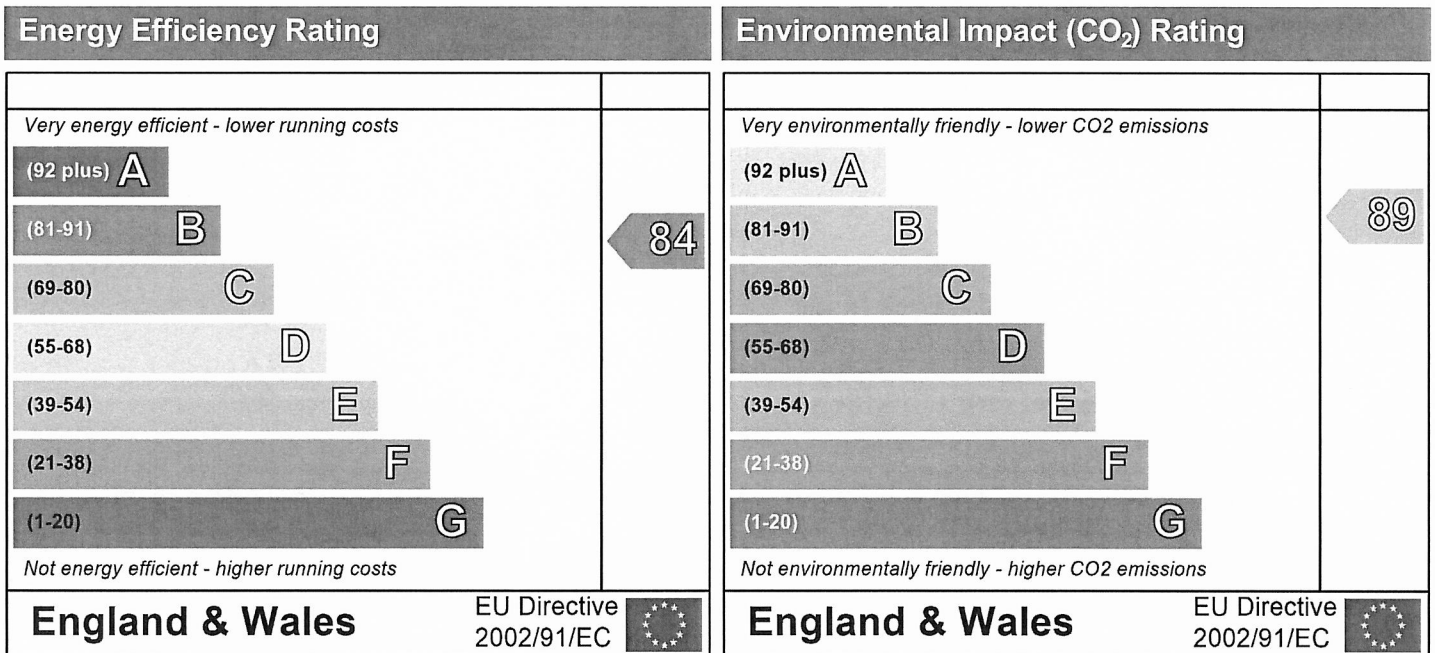 Energy Efficiency Rating
Very energy efficient - lower running costs
(92 plus) A
(81-91) B
84
(69-80) C
(55-68) D
(39-54) E
(21-38) F
(1-20) G
Not energy efficient - higher running costs
England & Wales
EU Directive
2002/91/EC
Environmental Impact (CO₂) Rating
Very environmentally friendly - lower CO2 emissions
(92 plus) A
(81-91) B
89
(69-80) C
(55-68) D
(39-54) E
(21-38) F
(1-20) G
Not environmentally friendly - higher CO2 emissions
England & Wales
EU Directive
2002/91/EC